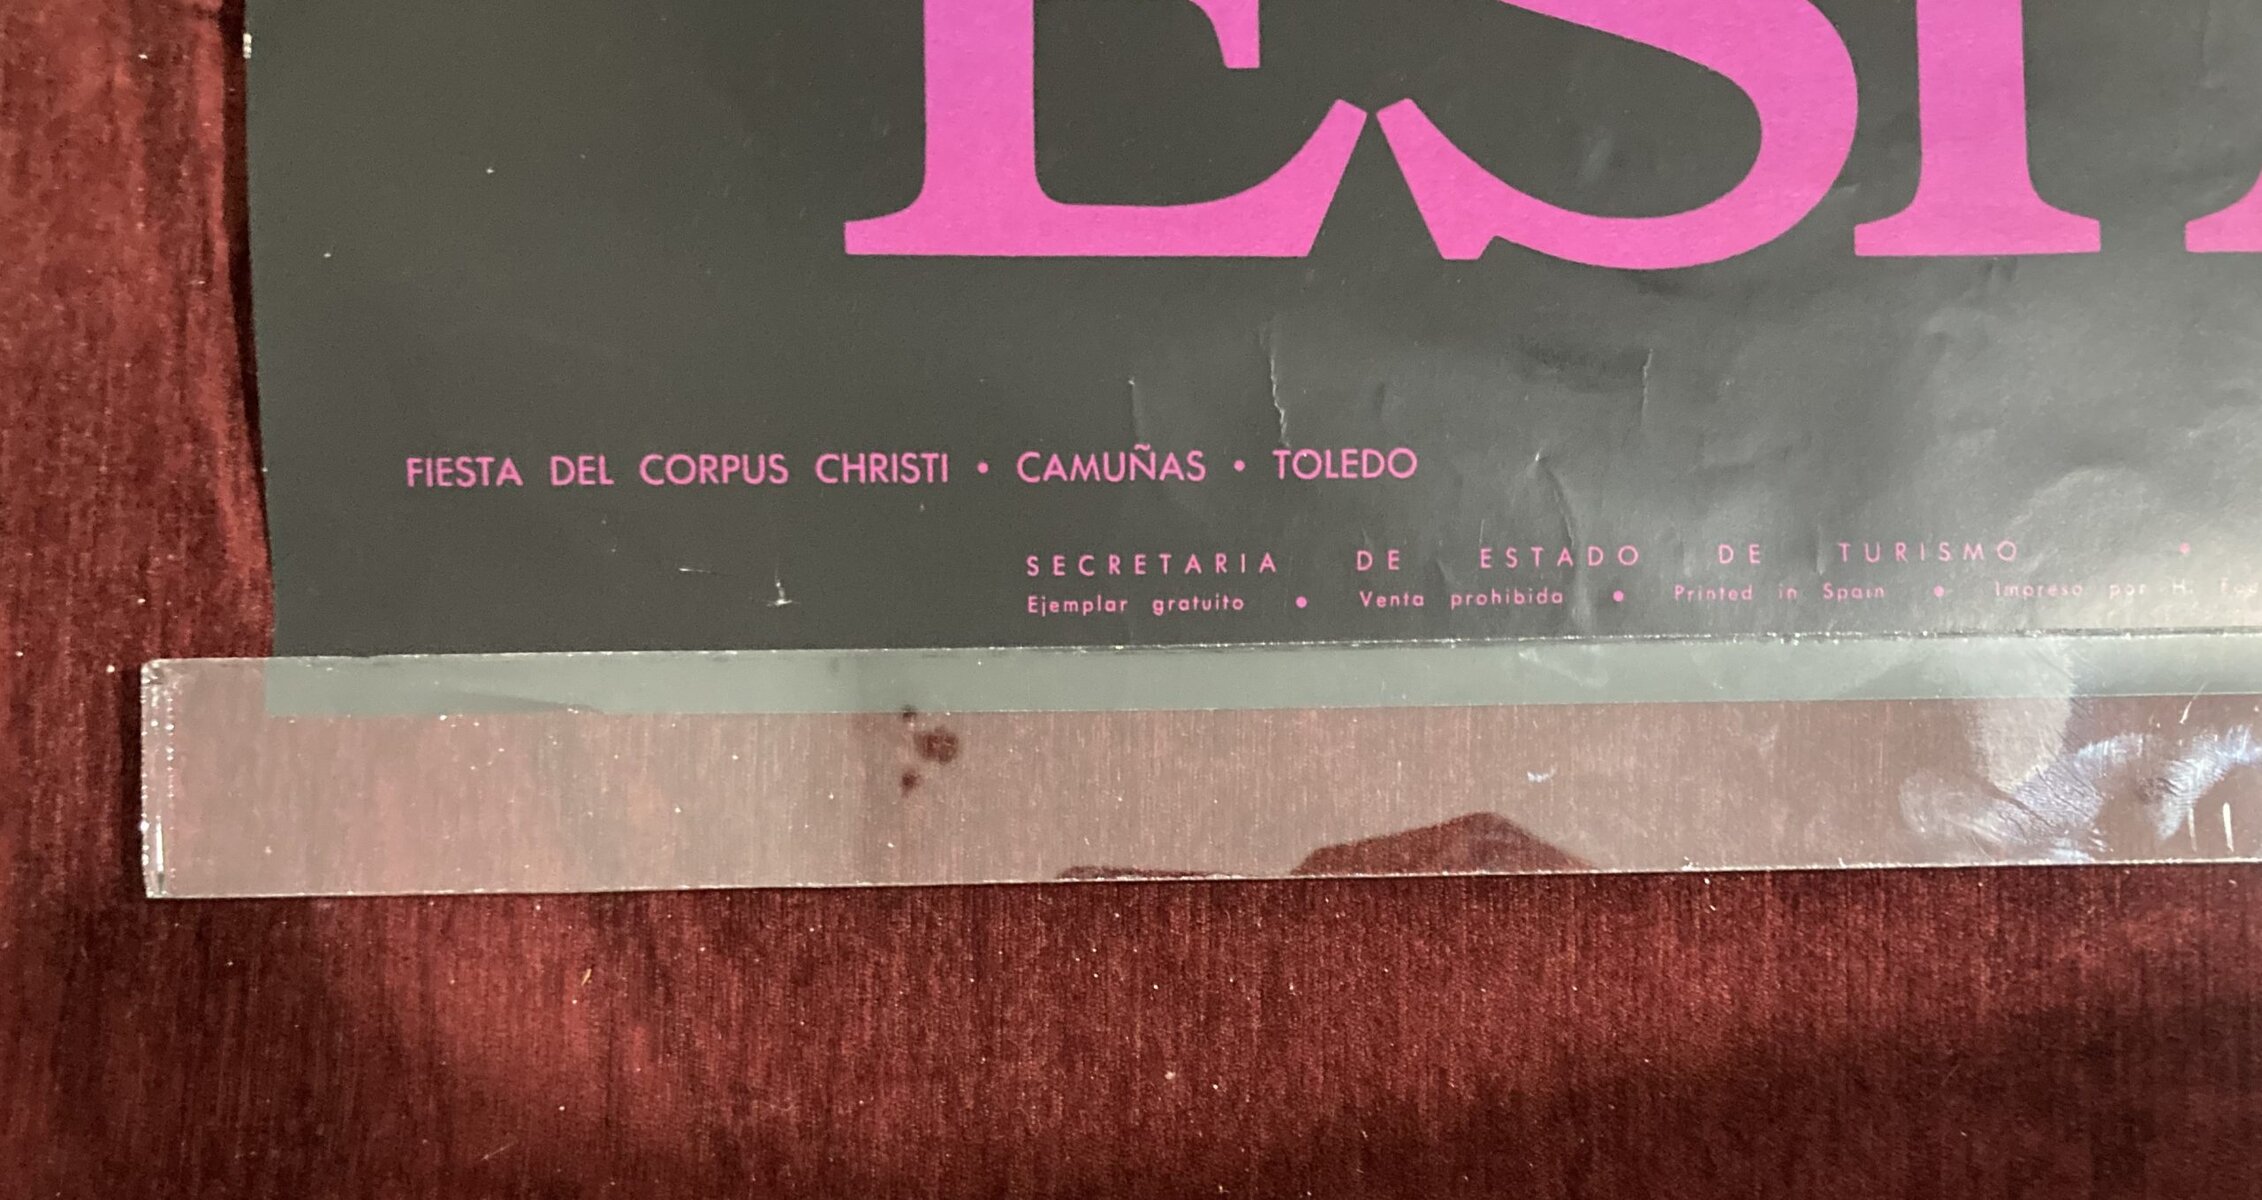 ESP
FIESTA DEL CORPUS CHRISTI • CAMUÑAS • TOLEDO
SECRETARIA DE ESTADO DE TURISMO •
Ejemplar gratuito • Venta prohibida • Printed in Spain • Impreso por H.